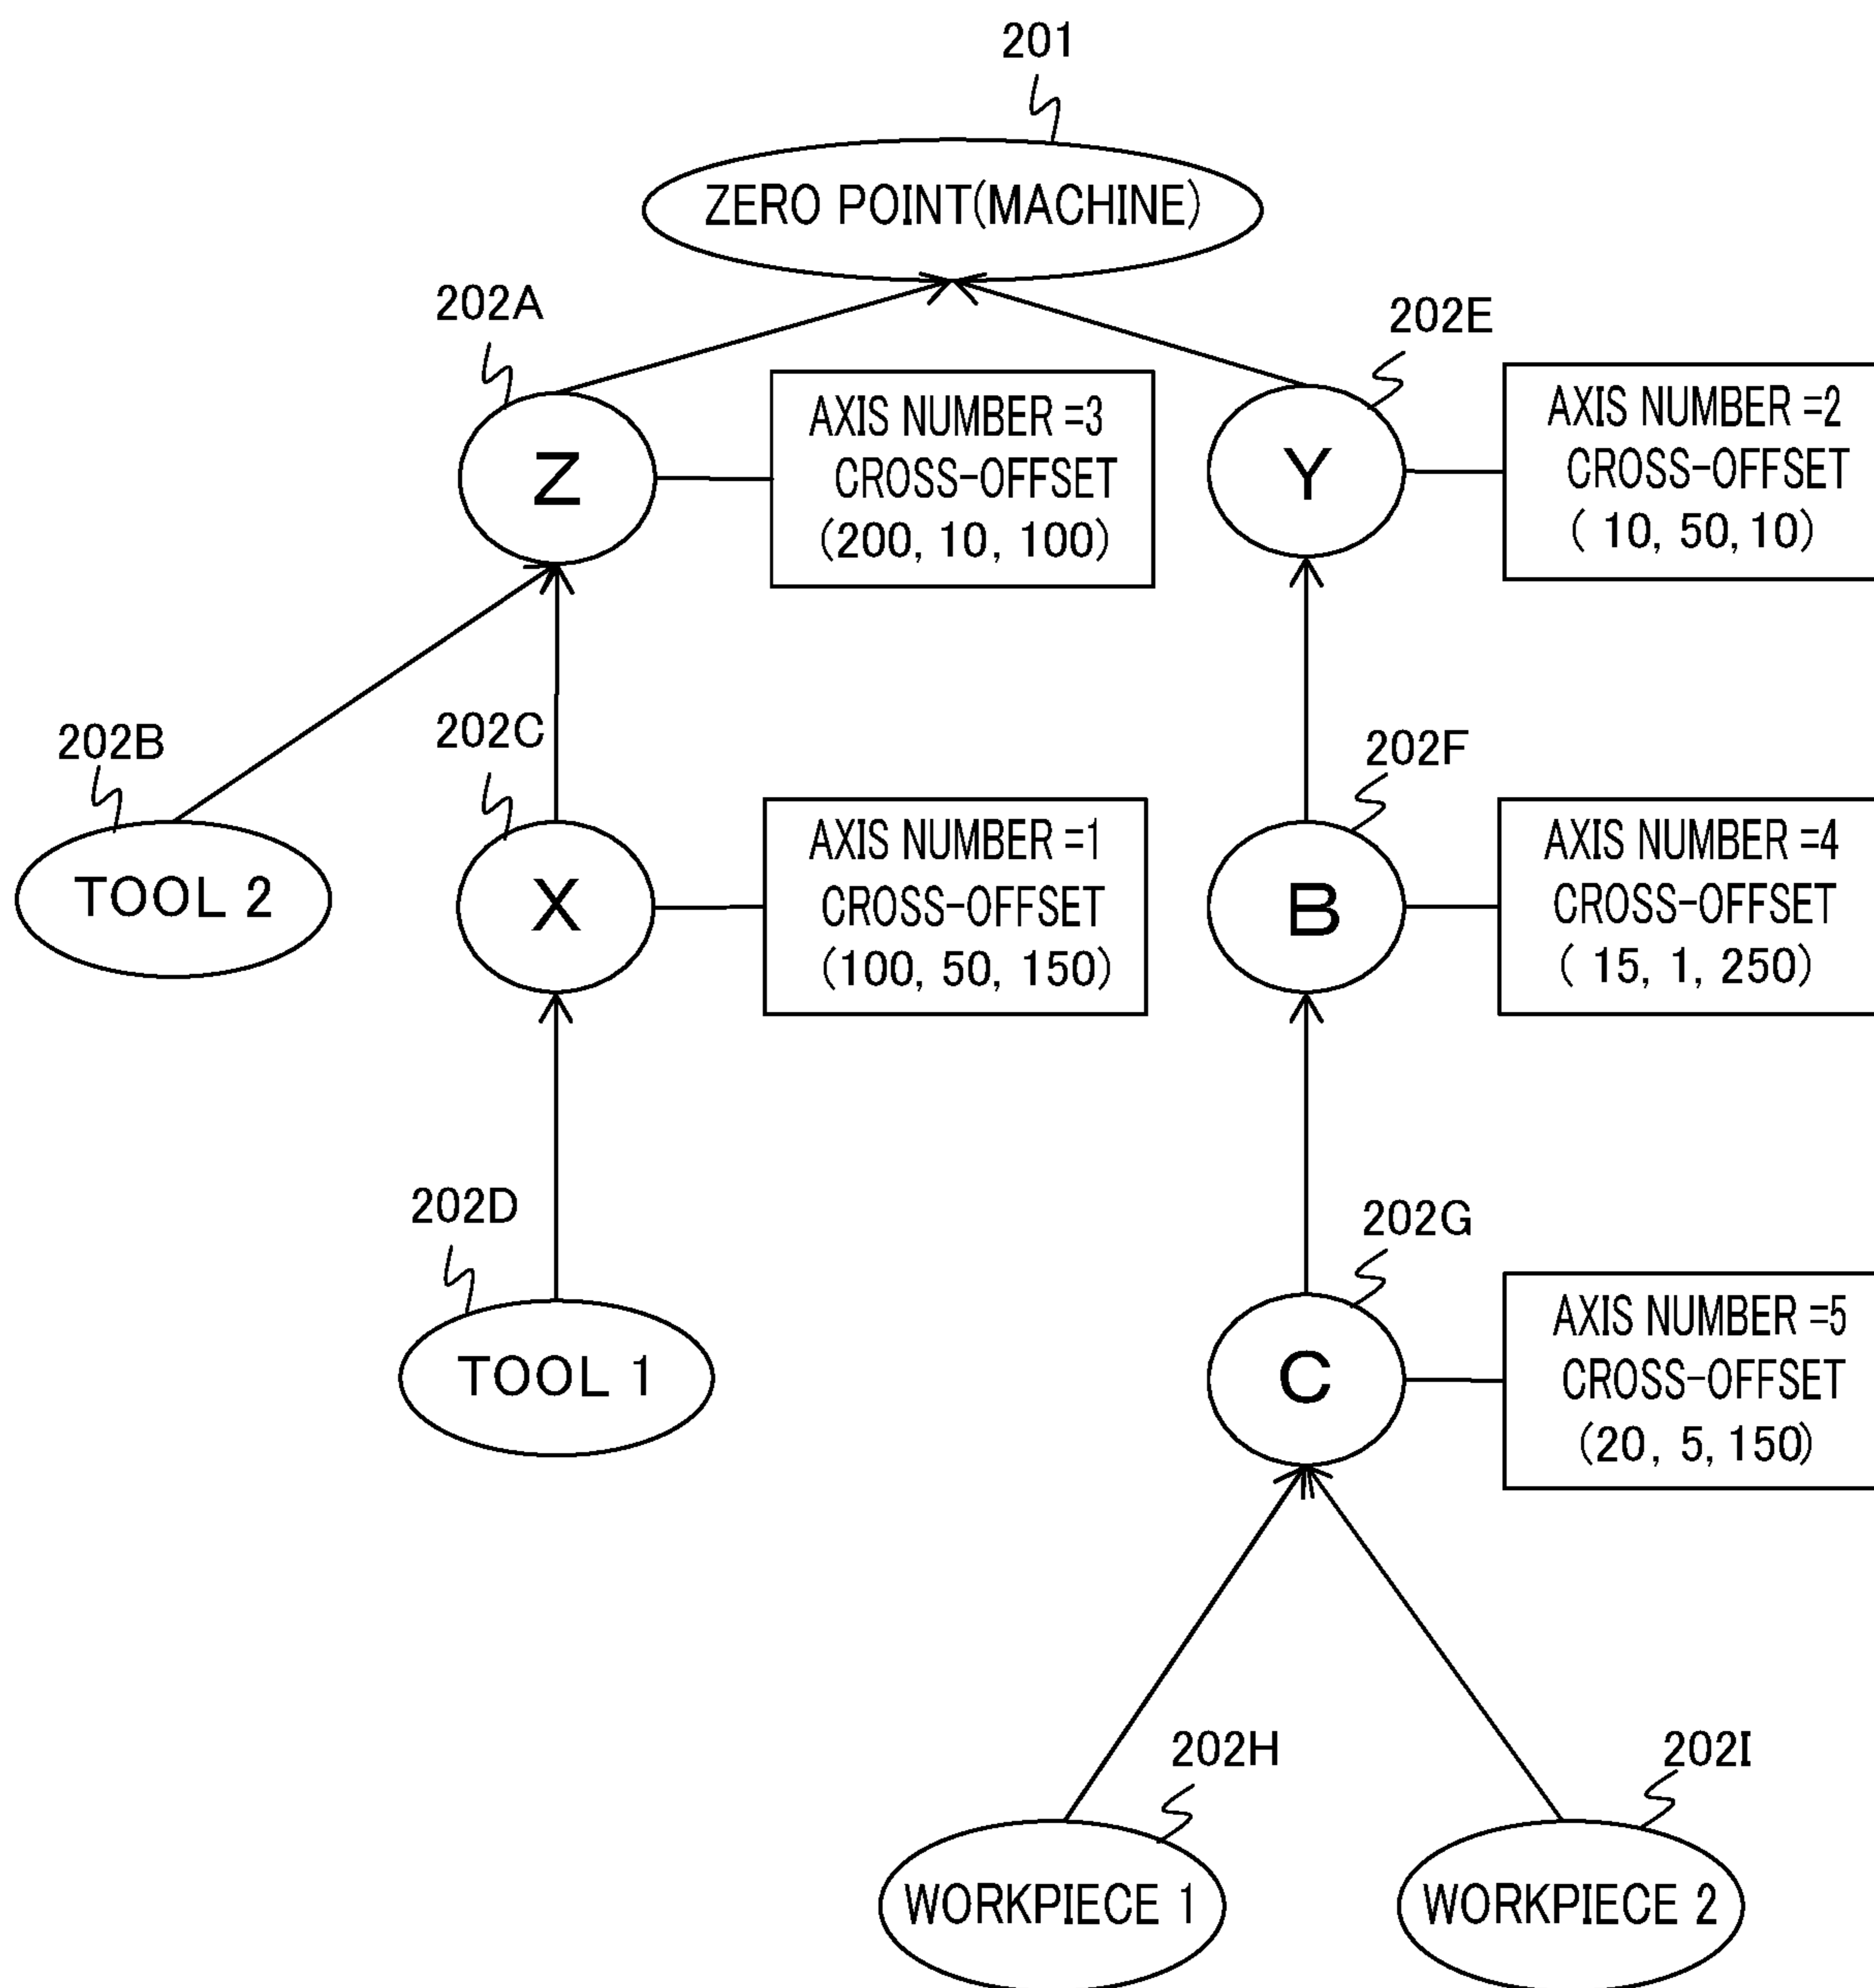 201
ZERO POINT(MACHINE)
202A
202E
Z
AXIS NUMBER =3
CROSS-OFFSET
(200, 10, 100)
Y
AXIS NUMBER =2
CROSS-OFFSET
( 10, 50, 10)
202B
202C
202F
TOOL 2
X
AXIS NUMBER =1
CROSS-OFFSET
(100, 50, 150)
B
AXIS NUMBER =4
CROSS-OFFSET
( 15, 1, 250)
202D
202G
TOOL 1
C
AXIS NUMBER =5
CROSS-OFFSET
(20, 5, 150)
202H
202I
WORKPIECE 1
WORKPIECE 2